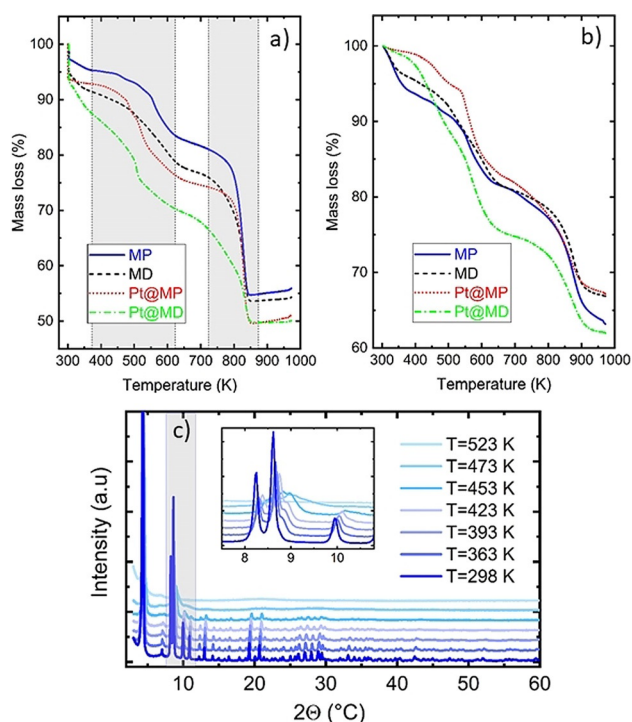 a)
100
90
80
70
60
50
Mass loss (%)
MP
MD
Pt@MP
Pt@MD
300 400 500 600 700 800 900 1000
Temperature (K)
b)
100
90
80
70
60
Mass loss (%)
MP
MD
Pt@MP
Pt@MD
300 400 500 600 700 800 900 1000
Temperature (K)
c)
Intensity (a.u)
8 9 10
T=523 K
T=473 K
T=453 K
T=423 K
T=393 K
T=363 K
T=298 K
10 20 30 40 50 60
2Θ (°C)